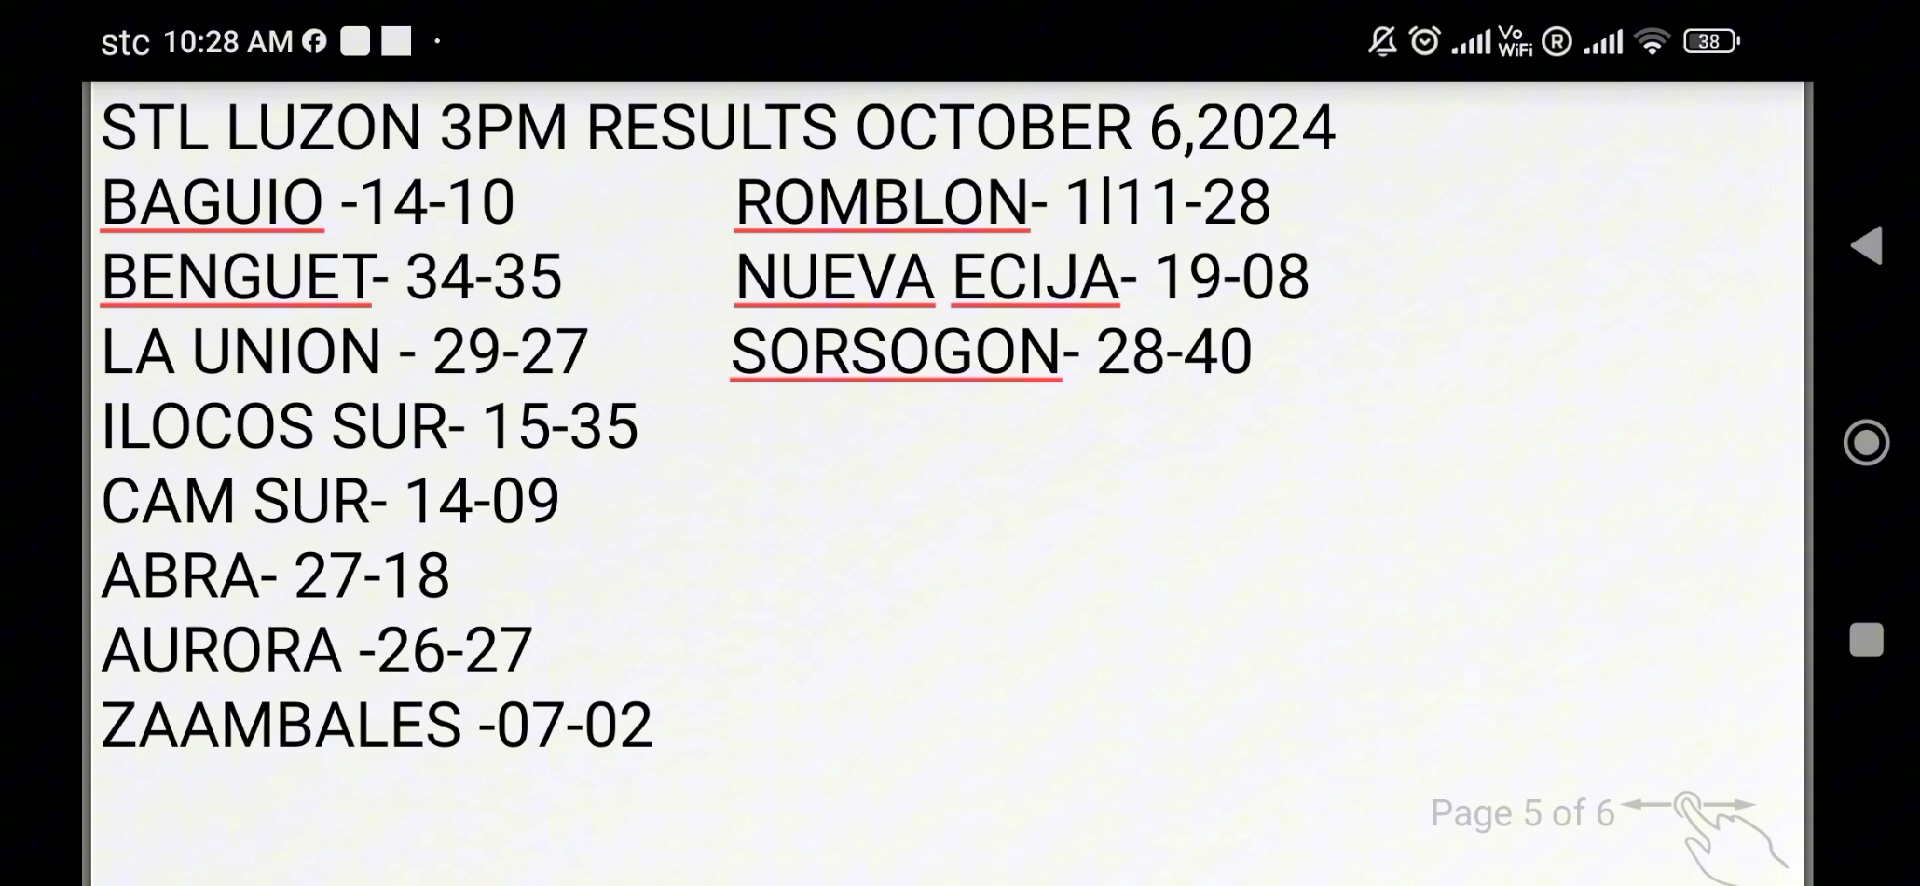 stc 10:28 AM
Vo WiFi R 38
STL LUZON 3PM RESULTS OCTOBER 6,2024
BAGUIO -14-10 ROMBLON- 1l11-28
BENGUET- 34-35 NUEVA ECIJA- 19-08
LA UNION - 29-27 SORSOGON- 28-40
ILOCOS SUR- 15-35
CAM SUR- 14-09
ABRA- 27-18
AURORA -26-27
ZAAMBALES -07-02
Page 5 of 6